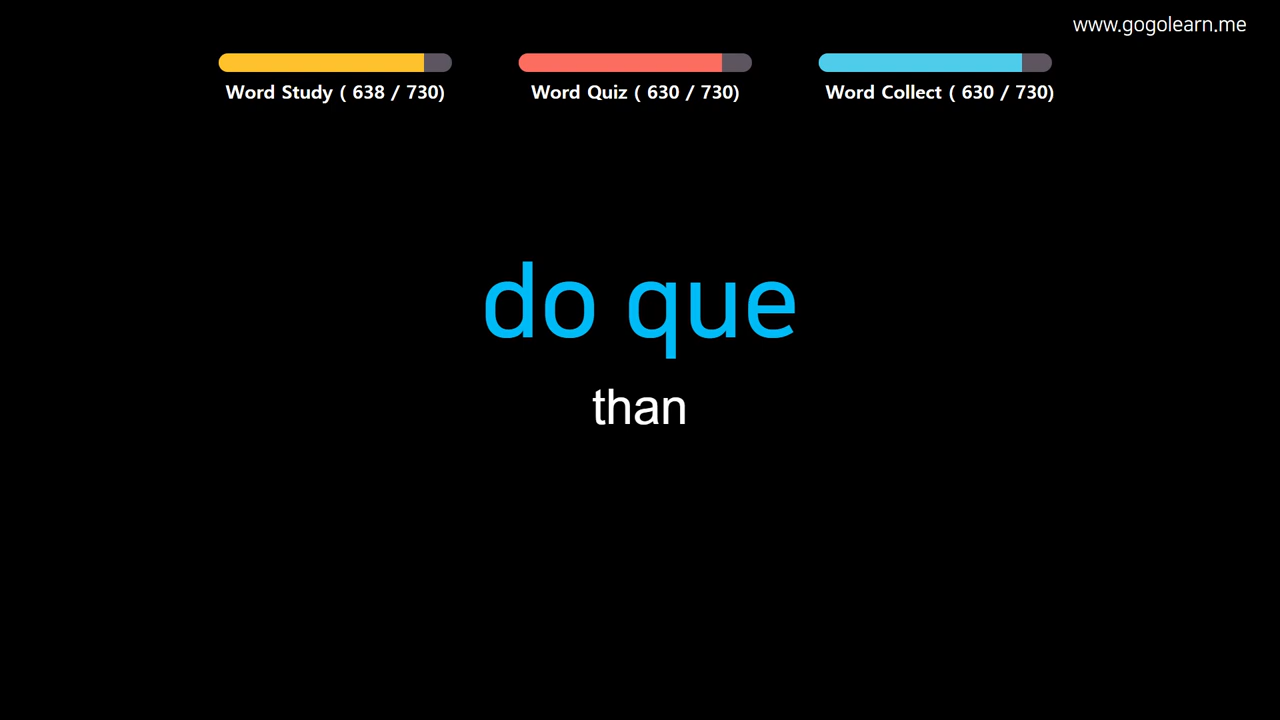 www.gogolearn.me
Word Study ( 638 / 730)
Word Quiz ( 630 / 730)
Word Collect ( 630 / 730)
do que
than